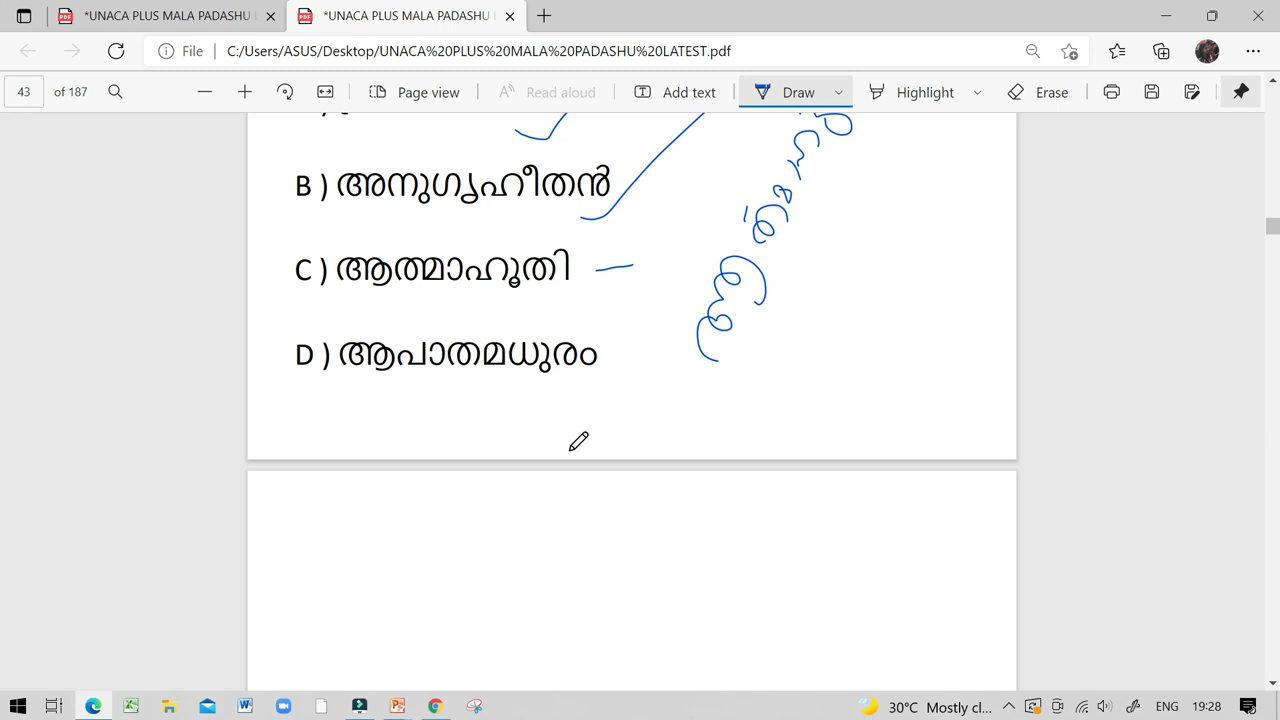 *UNACA PLUS MALA PADASHU
*UNACA PLUS MALA PADASHU
File C:/Users/ASUS/Desktop/UNACA%20PLUS%20MALA%20PADASHU%20LATEST.pdf
43 of 187 Page view Read aloud Add text Draw Highlight Erase
B ) അനുഗൃഹീതൻ
C ) ആത്മാഹൂതി
D ) ആപാതമധുരം
30°C Mostly cl... ENG 19:28